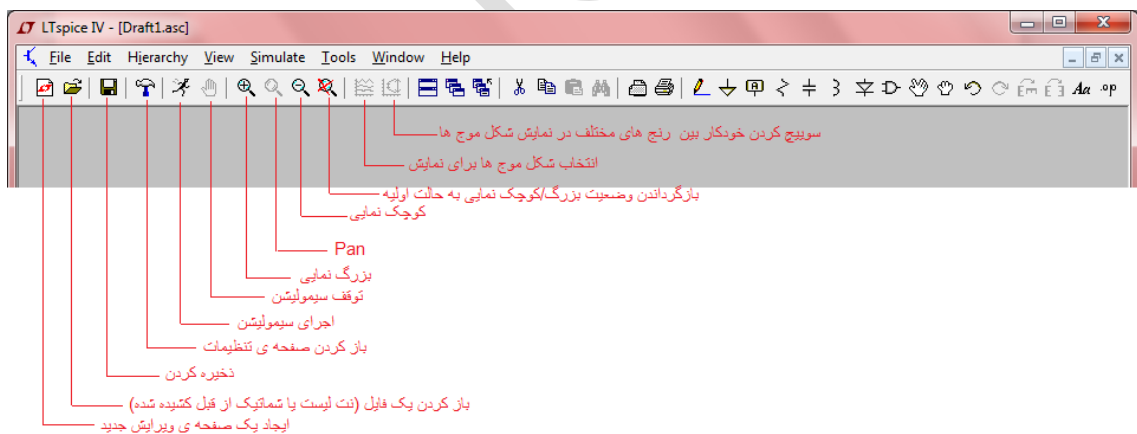 LTspice IV - [Draft1.asc]
File Edit Hierarchy View Simulate Tools Window Help
Aa .op
سوییچ کردن خودکار بین رنج های مختلف در نمایش شکل موج ها
انتخاب شکل موج ها برای نمایش
بازگرداندن وضعیت بزرگ/کوچک نمایی به حالت اولیه
کوچک نمایی
Pan
بزرگ نمایی
توقف سیمولیشن
اجرای سیمولیشن
باز کردن صفحه ی تنظیمات
ذخیره کردن
باز کردن یک فایل (نت لیست یا شماتیک از قبل کشیده شده)
ایجاد یک صفحه ی ویرایش جدید